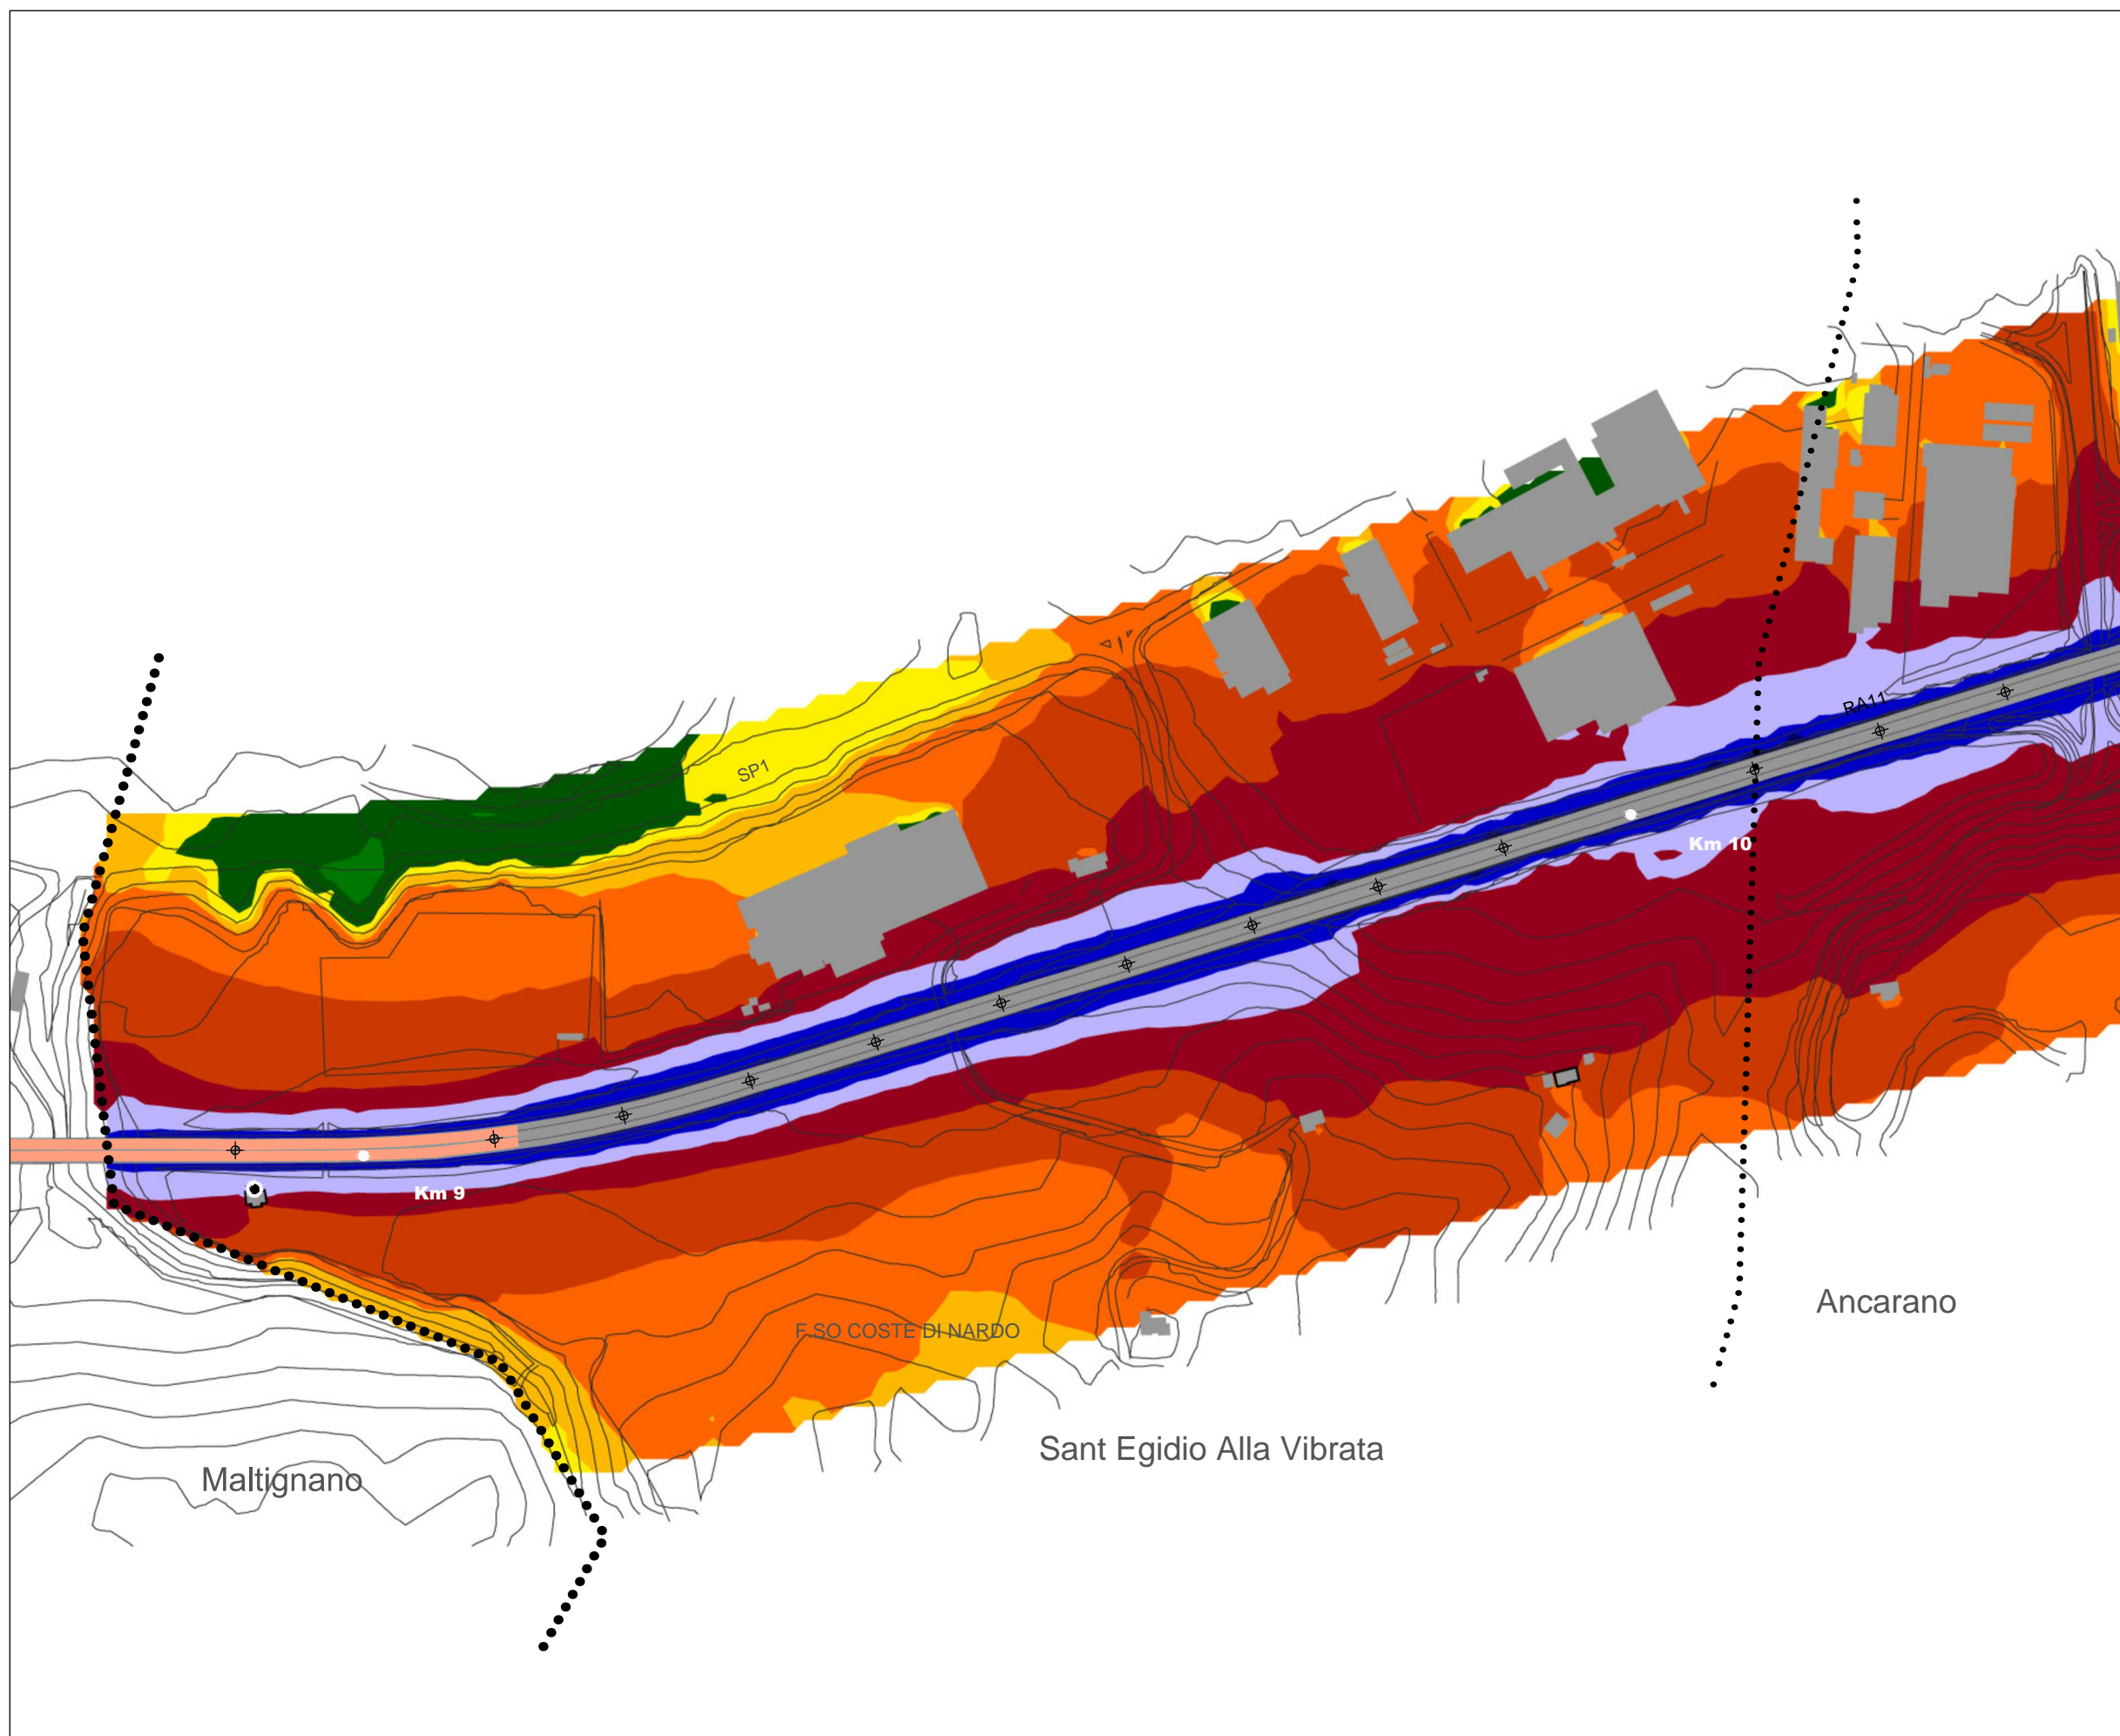 RA11
SP1
Km 10
Km 9
Ancarano
F.SO COSTE DI NARDO
Sant Egidio Alla Vibrata
Maltignano